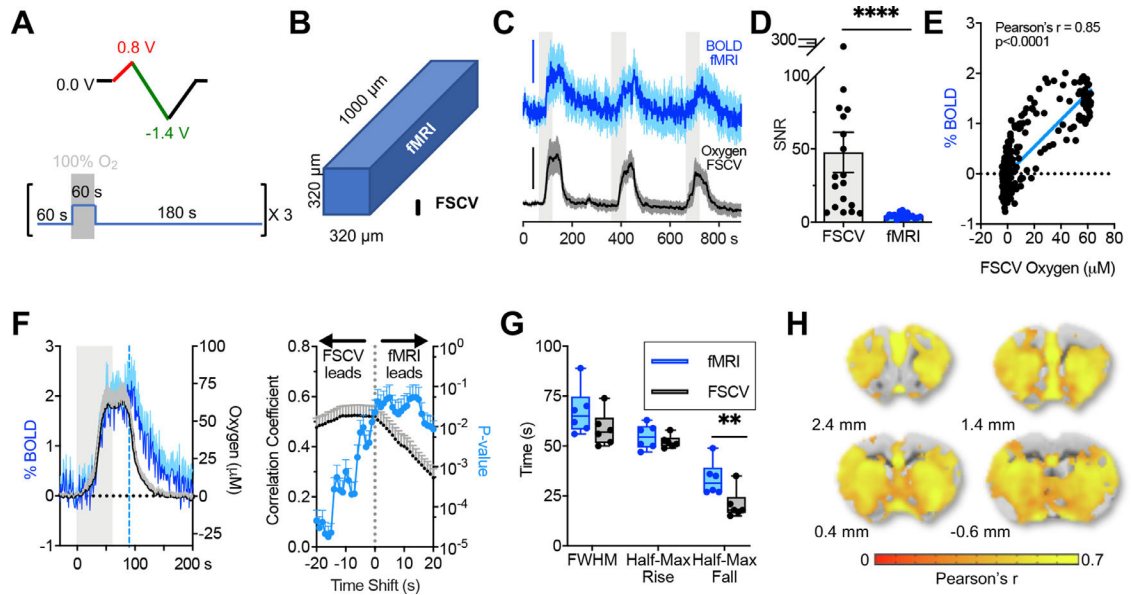 A
0.8 V
0.0 V
-1.4 V
100% O2
60 s
60 s
180 s
X 3
B
1000 µm
fMRI
320 µm
320 µm
FSCV
C
BOLD
fMRI
Oxygen
FSCV
0 200 400 600 800 s
D
****
300
100
50
0
SNR
FSCV fMRI
E
Pearson's r = 0.85
p<0.0001
3
2
1
0
-1
% BOLD
-20 0 20 40 60 80
FSCV Oxygen (µM)
F
3
2
1
0
-1
% BOLD
100
75
50
25
0
-25
Oxygen (µM)
0 100 200 s
FSCV
leads
fMRI
leads
0.8
0.6
0.4
0.2
0.0
Correlation Coefficient
10^0
10^-1
10^-2
10^-3
10^-4
10^-5
P-value
-20 -10 0 10 20
Time Shift (s)
G
fMRI
FSCV
**
100
75
50
25
0
Time (s)
FWHM
Half-Max
Rise
Half-Max
Fall
H
2.4 mm
1.4 mm
0.4 mm
-0.6 mm
0
0.7
Pearson's r